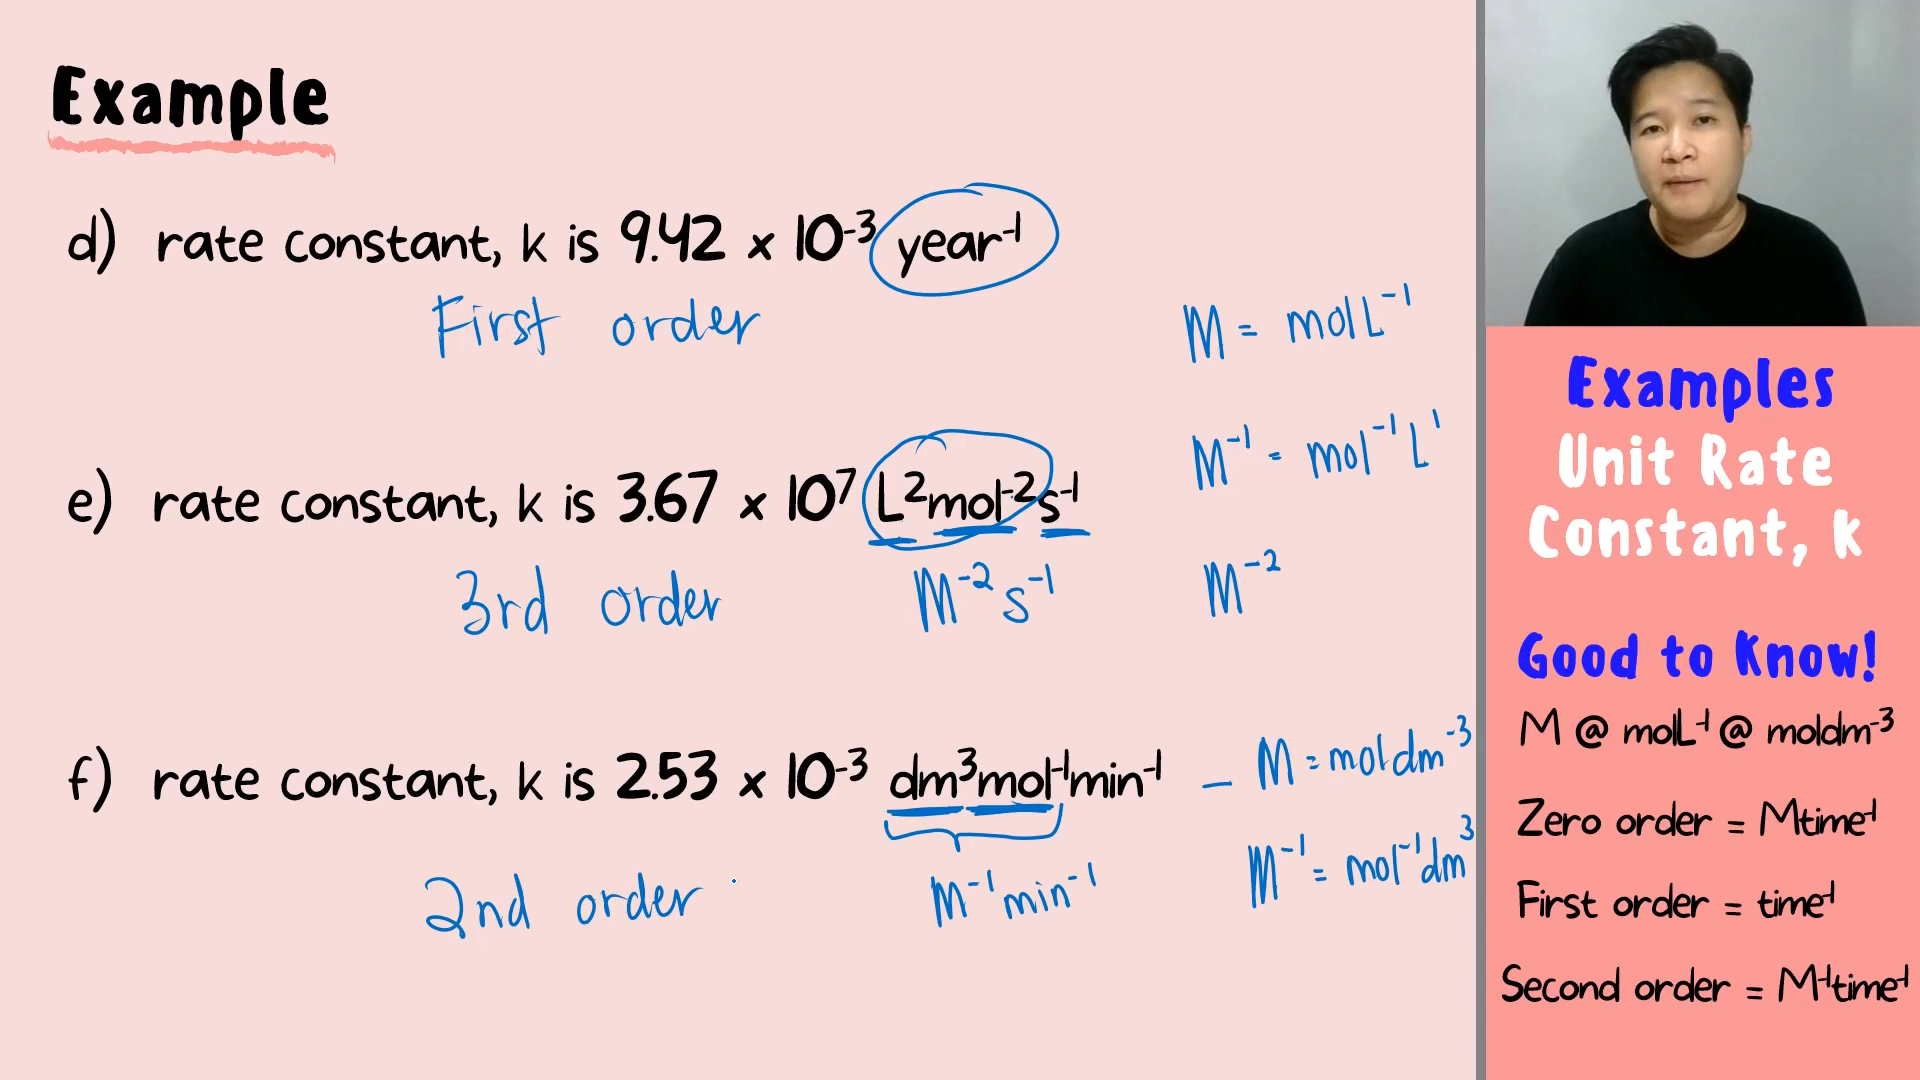 Example
d) rate constant, k is 9.42 x 10⁻³ year⁻¹
First order
M = mol L⁻¹
M⁻¹ = mol⁻¹ L¹
e) rate constant, k is 3.67 x 10⁷ L²mol⁻²s⁻¹
3rd order
M⁻² s⁻¹
M⁻²
f) rate constant, k is 2.53 x 10⁻³ dm³mol⁻¹min⁻¹
– M = mol dm⁻³
2nd order
M⁻¹ min⁻¹
M⁻¹ = mol⁻¹ dm³
Examples
Unit Rate
Constant, k
Good to Know!
M @ molL⁻¹ @ moldm⁻³
Zero order = Mtime⁻¹
First order = time⁻¹
Second order = M⁻¹time⁻¹